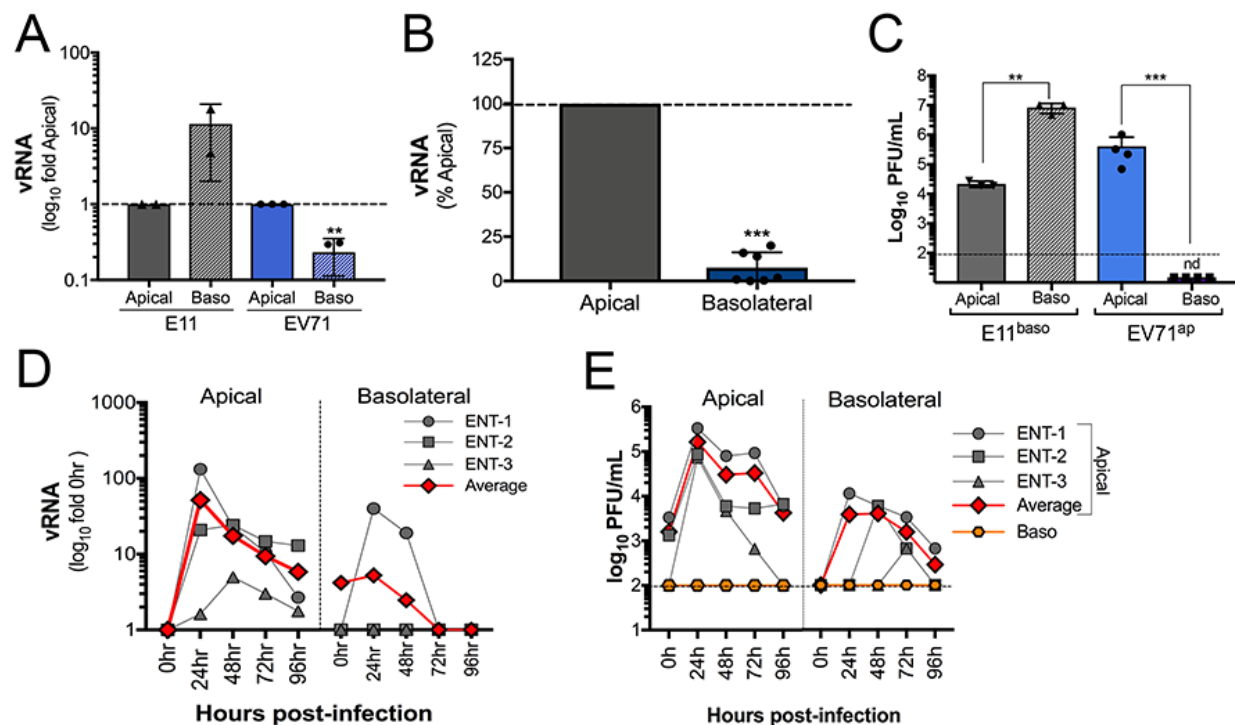 A
vRNA
(log10 fold Apical)
100
10
1
0.1
**
Apical
Baso
Apical
Baso
E11
EV71
B
vRNA
(% Apical)
125
100
75
50
25
0
***
Apical
Basolateral
C
Log10 PFU/mL
8
7
6
5
4
3
2
**
***
nd
Apical
Baso
Apical
Baso
E11baso
EV71ap
D
Apical
Basolateral
vRNA
(log10 fold 0hr)
1000
100
10
1
ENT-1
ENT-2
ENT-3
Average
0hr
24hr
48hr
72hr
96hr
0hr
24hr
48hr
72hr
96hr
Hours post-infection
E
Apical
Basolateral
log10 PFU/mL
6
5
4
3
2
1
ENT-1
ENT-2
ENT-3
Average
Baso
Apical
0h
24h
48h
72h
96h
0h
24h
48h
72h
96h
Hours post-infection